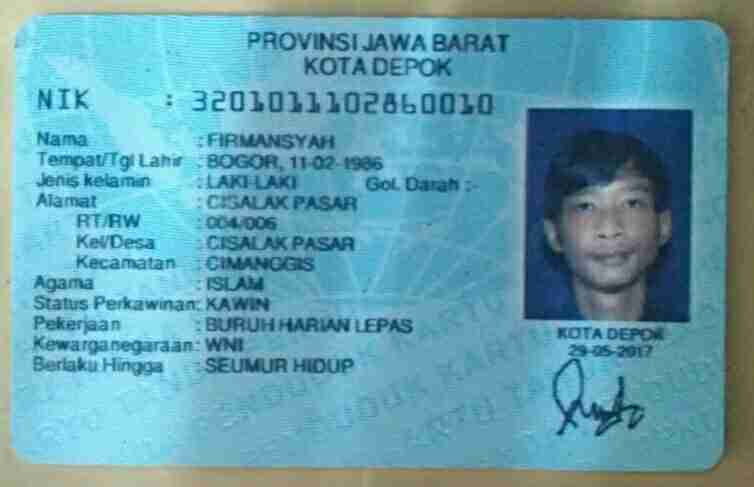 PROVINSI JAWA BARAT
KOTA DEPOK
NIK : 3201011102860010
Nama : FIRMANSYAH
Tempat/Tgl Lahir : BOGOR, 11-02-1986
Jenis kelamin : LAKI-LAKI Gol. Darah :-
Alamat : CISALAK PASAR
RT/RW : 004/006
Kel/Desa : CISALAK PASAR
Kecamatan : CIMANGGIS
Agama : ISLAM
Status Perkawinan: KAWIN
Pekerjaan : BURUH HARIAN LEPAS
Kewarganegaraan: WNI
Berlaku Hingga : SEUMUR HIDUP
KOTA DEPOK
29-05-2017